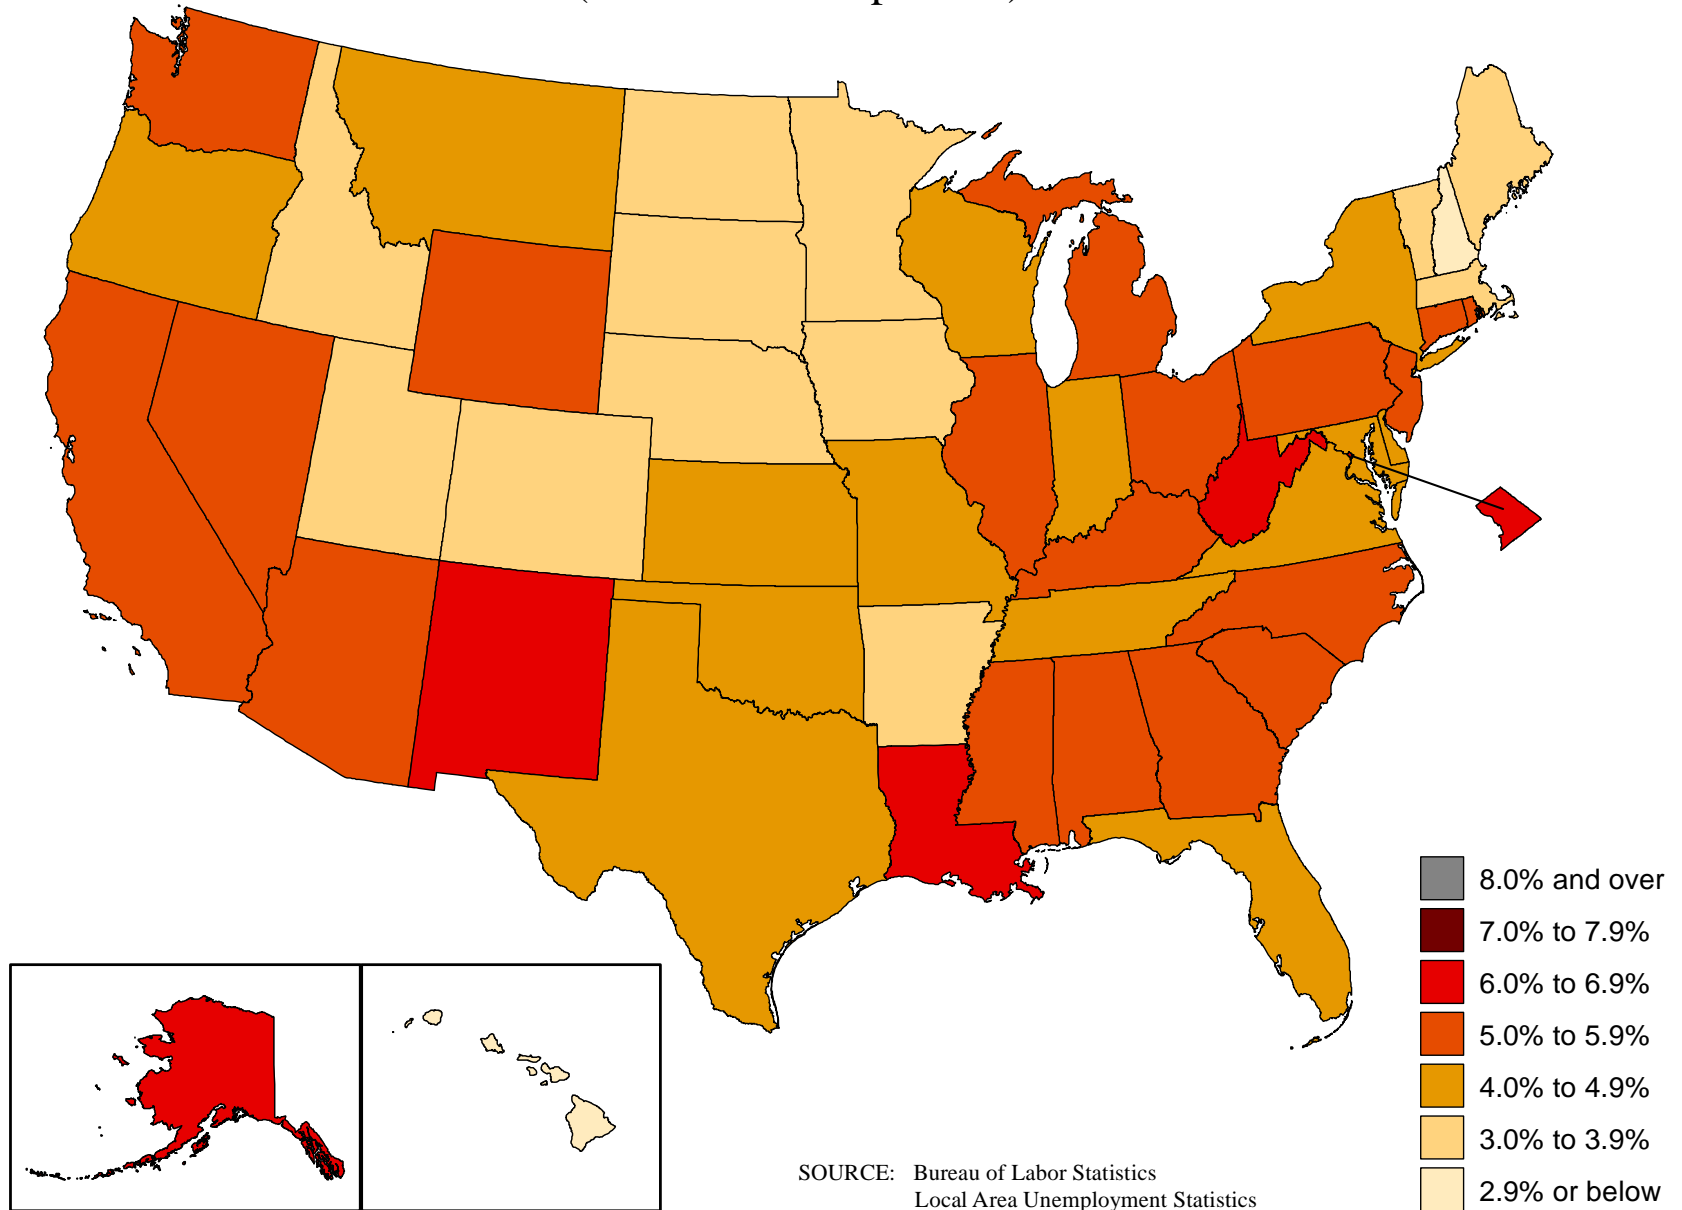 8.0% and over
7.0% to 7.9%
6.0% to 6.9%
5.0% to 5.9%
4.0% to 4.9%
3.0% to 3.9%
2.9% or below
SOURCE: Bureau of Labor Statistics
Local Area Unemployment Statistics